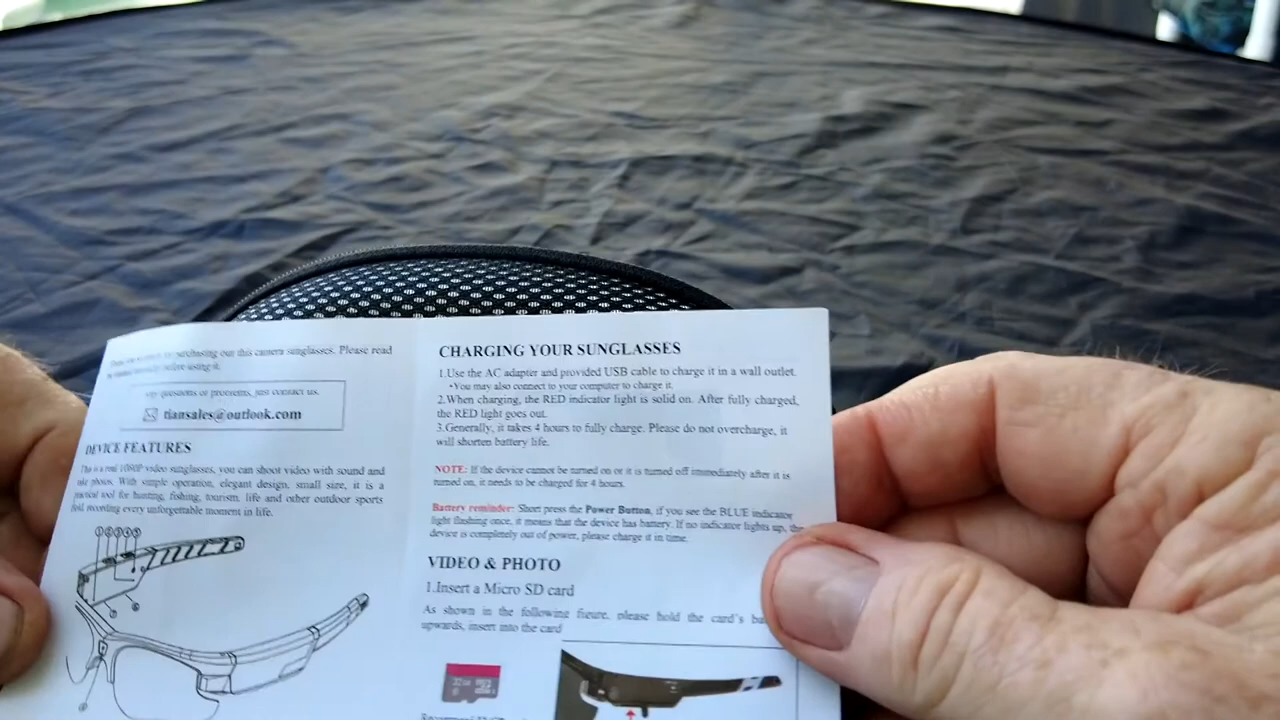 purchasing out this camera sunglasses. Please read
before using it.
any questions or problems, just contact us.
tiansales@outlook.com
DEVICE FEATURES
This is a real 1080P video sunglasses, you can shoot video with sound and
take photos. With simple operation, elegant design, small size, it is a
practical tool for hunting, fishing, tourism, life and other outdoor sports
field, recording every unforgettable moment in life.
CHARGING YOUR SUNGLASSES
1.Use the AC adapter and provided USB cable to charge it in a wall outlet.
•You may also connect to your computer to charge it.
2.When charging, the RED indicator light is solid on. After fully charged,
the RED light goes out.
3.Generally, it takes 4 hours to fully charge. Please do not overcharge, it
will shorten battery life.
NOTE: If the device cannot be turned on or it is turned off immediately after it is
turned on, it needs to be charged for 4 hours.
Battery reminder: Short press the Power Button, if you see the BLUE indicator
light flashing once, it means that the device has battery. If no indicator lights up, the
device is completely out of power, please charge it in time.
VIDEO & PHOTO
1.Insert a Micro SD card
As shown in the following figure, please hold the card's
upwards, insert into the card